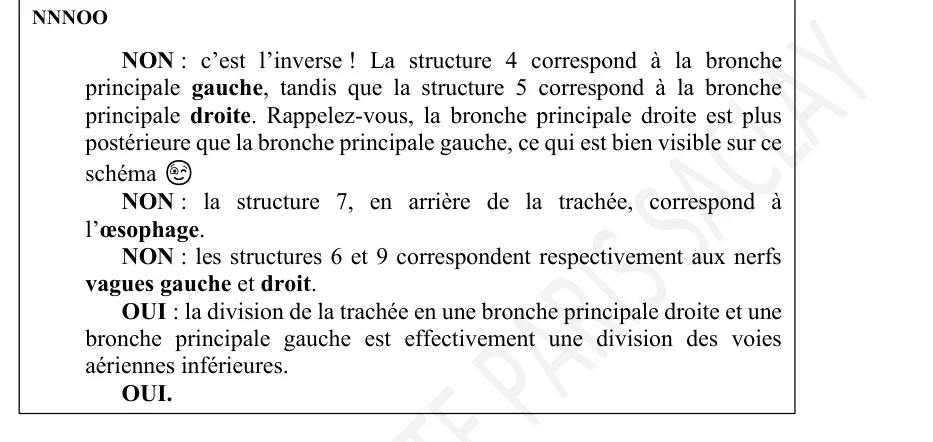 NNNOO
NON : c’est l’inverse ! La structure 4 correspond à la bronche
principale gauche, tandis que la structure 5 correspond à la bronche
principale droite. Rappelez-vous, la bronche principale droite est plus
postérieure que la bronche principale gauche, ce qui est bien visible sur ce
schéma
NON : la structure 7, en arrière de la trachée, correspond à
l’œsophage.
NON : les structures 6 et 9 correspondent respectivement aux nerfs
vagues gauche et droit.
OUI : la division de la trachée en une bronche principale droite et une
bronche principale gauche est effectivement une division des voies
aériennes inférieures.
OUI.
TE PARIS SACLAY